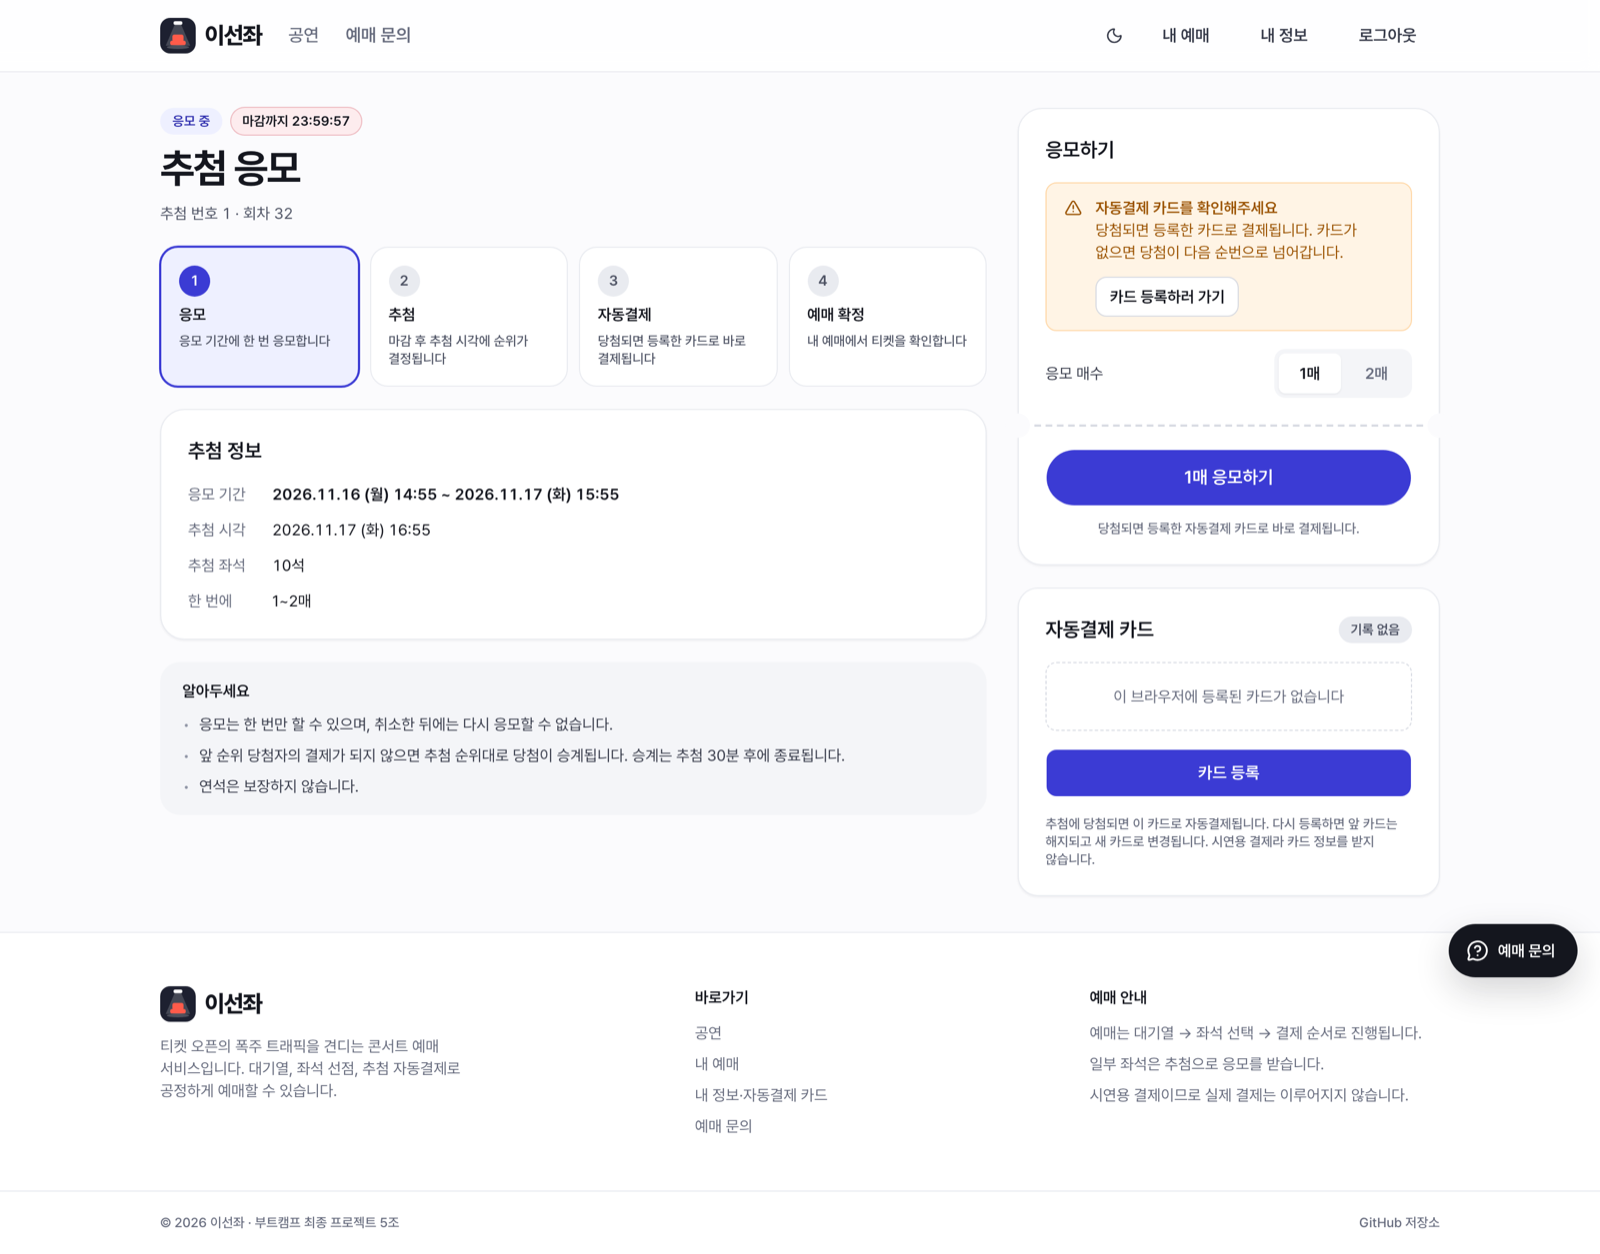 이선좌
공연
예매 문의
내 예매
내 정보
로그아웃
응모 중
마감까지 23:59:57
추첨 응모
추첨 번호 1 · 회차 32
1
응모
응모 기간에 한 번 응모합니다
2
추첨
마감 후 추첨 시각에 순위가
결정됩니다
3
자동결제
당첨되면 등록한 카드로 바로
결제됩니다
4
예매 확정
내 예매에서 티켓을 확인합니다
추첨 정보
응모 기간 2026.11.16 (월) 14:55 ~ 2026.11.17 (화) 15:55
추첨 시각 2026.11.17 (화) 16:55
추첨 좌석 10석
한 번에 1~2매
알아두세요
• 응모는 한 번만 할 수 있으며, 취소한 뒤에는 다시 응모할 수 없습니다.
• 앞 순위 당첨자의 결제가 되지 않으면 추첨 순위대로 당첨이 승계됩니다. 승계는 추첨 30분 후에 종료됩니다.
• 연석은 보장하지 않습니다.
응모하기
자동결제 카드를 확인해주세요
당첨되면 등록한 카드로 결제됩니다. 카드가
없으면 당첨이 다음 순번으로 넘어갑니다.
카드 등록하러 가기
응모 매수
1매
2매
1매 응모하기
당첨되면 등록한 자동결제 카드로 바로 결제됩니다.
자동결제 카드
기록 없음
이 브라우저에 등록된 카드가 없습니다
카드 등록
추첨에 당첨되면 이 카드로 자동결제됩니다. 다시 등록하면 앞 카드는
해지되고 새 카드로 변경됩니다. 시연용 결제라 카드 정보를 받지
않습니다.
예매 문의
이선좌
티켓 오픈의 폭주 트래픽을 견디는 콘서트 예매
서비스입니다. 대기열, 좌석 선점, 추첨 자동결제로
공정하게 예매할 수 있습니다.
바로가기
공연
내 예매
내 정보·자동결제 카드
예매 문의
예매 안내
예매는 대기열 → 좌석 선택 → 결제 순서로 진행됩니다.
일부 좌석은 추첨으로 응모를 받습니다.
시연용 결제이므로 실제 결제는 이루어지지 않습니다.
© 2026 이선좌 · 부트캠프 최종 프로젝트 5조
GitHub 저장소